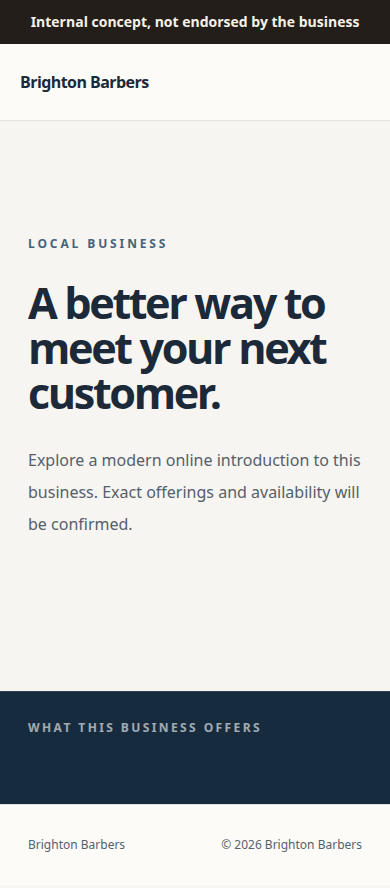 Internal concept, not endorsed by the business
Brighton Barbers
LOCAL BUSINESS
A better way to
meet your next
customer.
Explore a modern online introduction to this
business. Exact offerings and availability will
be confirmed.
WHAT THIS BUSINESS OFFERS
Brighton Barbers
© 2026 Brighton Barbers